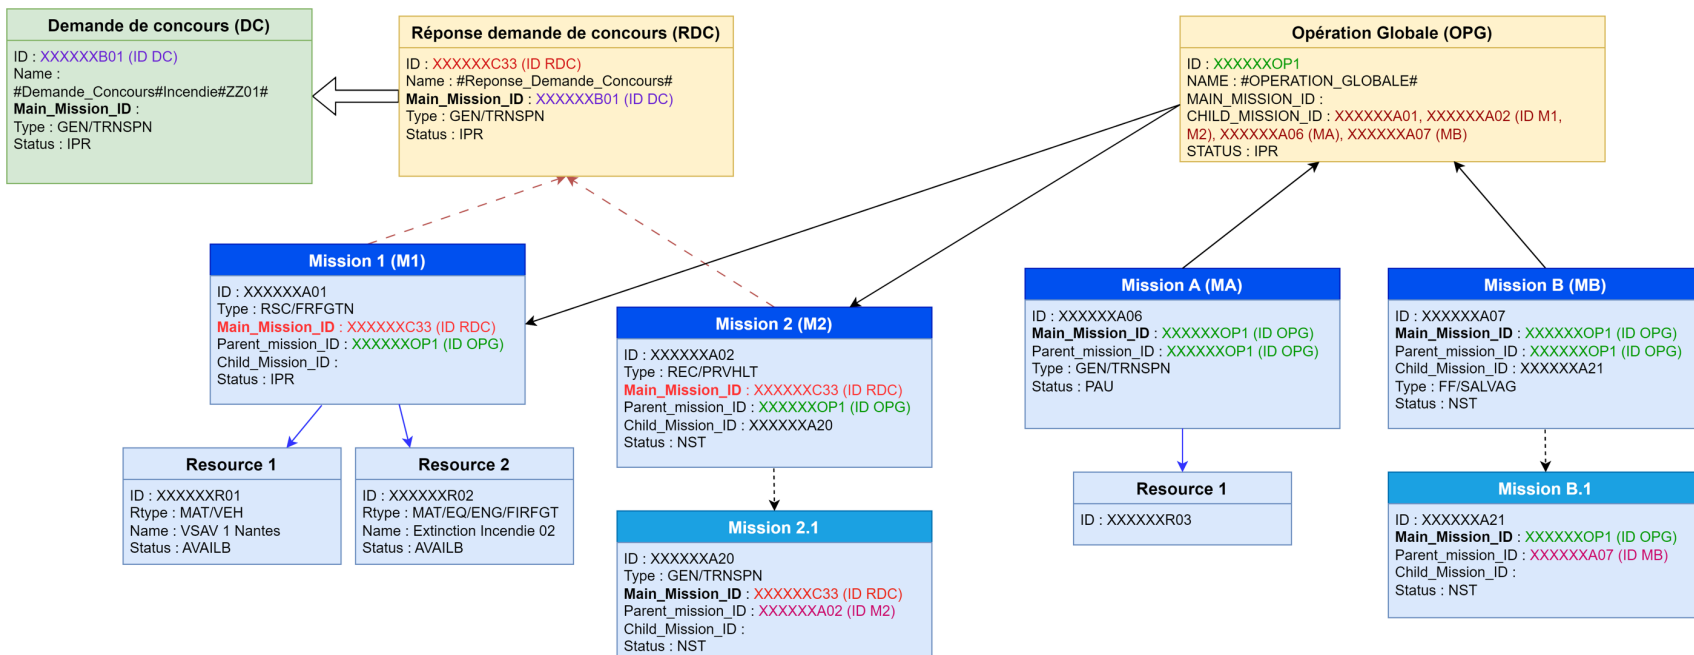 Demande de concours (DC)
ID : XXXXXXB01 (ID DC)
Name :
#Demande_Concours#Incendie#ZZ01#
Main_Mission_ID :
Type : GEN/TRNSPN
Status : IPR
Réponse demande de concours (RDC)
ID : XXXXXXC33 (ID RDC)
Name : #Reponse_Demande_Concours#
Main_Mission_ID : XXXXXXB01 (ID DC)
Type : GEN/TRNSPN
Status : IPR
Opération Globale (OPG)
ID : XXXXXXOP1
NAME : #OPERATION_GLOBALE#
MAIN_MISSION_ID :
CHILD_MISSION_ID : XXXXXXA01, XXXXXXA02 (ID M1,
M2), XXXXXXA06 (MA), XXXXXXA07 (MB)
STATUS : IPR
Mission 1 (M1)
ID : XXXXXXA01
Type : RSC/FRFGTN
Main_Mission_ID : XXXXXXC33 (ID RDC)
Parent_mission_ID : XXXXXXOP1 (ID OPG)
Child_Mission_ID :
Status : IPR
Mission 2 (M2)
ID : XXXXXXA02
Type : REC/PRVHLT
Main_Mission_ID : XXXXXXC33 (ID RDC)
Parent_mission_ID : XXXXXXOP1 (ID OPG)
Child_Mission_ID : XXXXXXA20
Status : NST
Mission A (MA)
ID : XXXXXXA06
Main_Mission_ID : XXXXXXOP1 (ID OPG)
Parent_mission_ID : XXXXXXOP1 (ID OPG)
Type : GEN/TRNSPN
Status : PAU
Mission B (MB)
ID : XXXXXXA07
Main_Mission_ID : XXXXXXOP1 (ID OPG)
Parent_mission_ID : XXXXXXOP1 (ID OPG)
Child_Mission_ID : XXXXXXA21
Type : FF/SALVAG
Status : NST
Resource 1
ID : XXXXXXR01
Rtype : MAT/VEH
Name : VSAV 1 Nantes
Status : AVAILB
Resource 2
ID : XXXXXXR02
Rtype : MAT/EQ/ENG/FIRFGT
Name : Extinction Incendie 02
Status : AVAILB
Mission 2.1
ID : XXXXXXA20
Type : GEN/TRNSPN
Main_Mission_ID : XXXXXXC33 (ID RDC)
Parent_mission_ID : XXXXXXA02 (ID M2)
Child_Mission_ID :
Status : NST
Resource 1
ID : XXXXXXR03
Mission B.1
ID : XXXXXXA21
Main_Mission_ID : XXXXXXOP1 (ID OPG)
Parent_mission_ID : XXXXXXA07 (ID MB)
Child_Mission_ID :
Status : NST